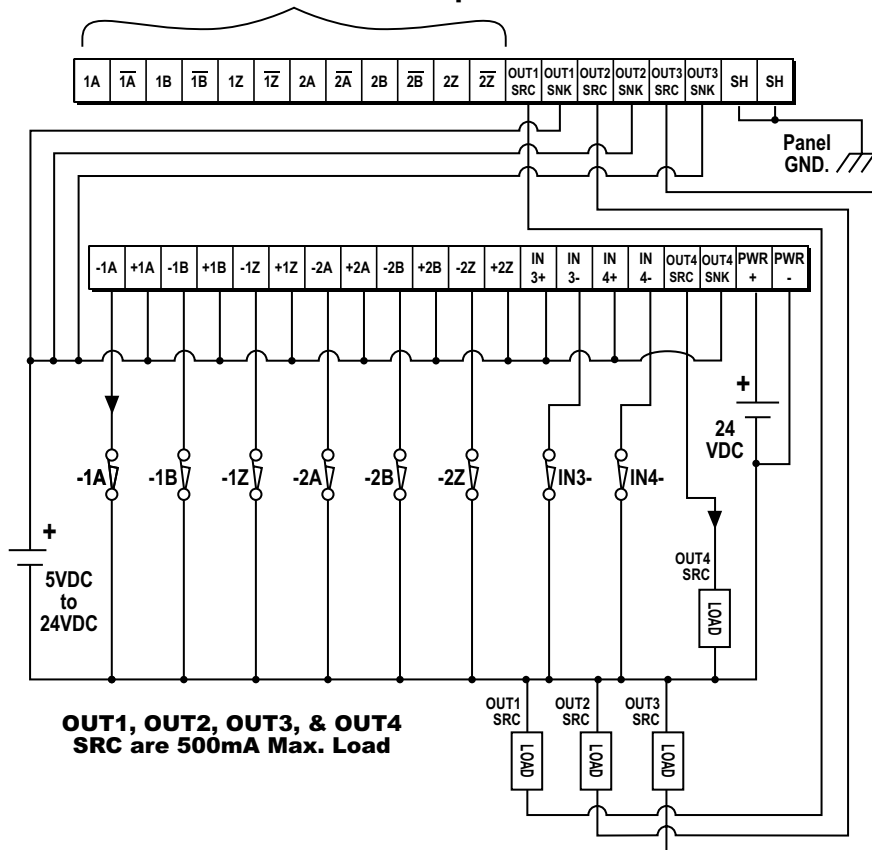 1A 1A 1B 1B 1Z 1Z 2A 2A 2B 2B 2Z 2Z OUT1 SRC OUT1 SNK OUT2 SRC OUT2 SNK OUT3 SRC OUT3 SNK SH SH
Panel
GND.
-1A +1A -1B +1B -1Z +1Z -2A +2A -2B +2B -2Z +2Z IN 3+ IN 3- IN 4+ IN 4- OUT4 SRC OUT4 SNK PWR + PWR -
+
24
VDC
-1A -1B -1Z -2A -2B -2Z IN3- IN4-
+
5VDC
to
24VDC
OUT4
SRC
LOAD
OUT1, OUT2, OUT3, & OUT4
SRC are 500mA Max. Load
OUT1
SRC
OUT2
SRC
OUT3
SRC
LOAD LOAD LOAD